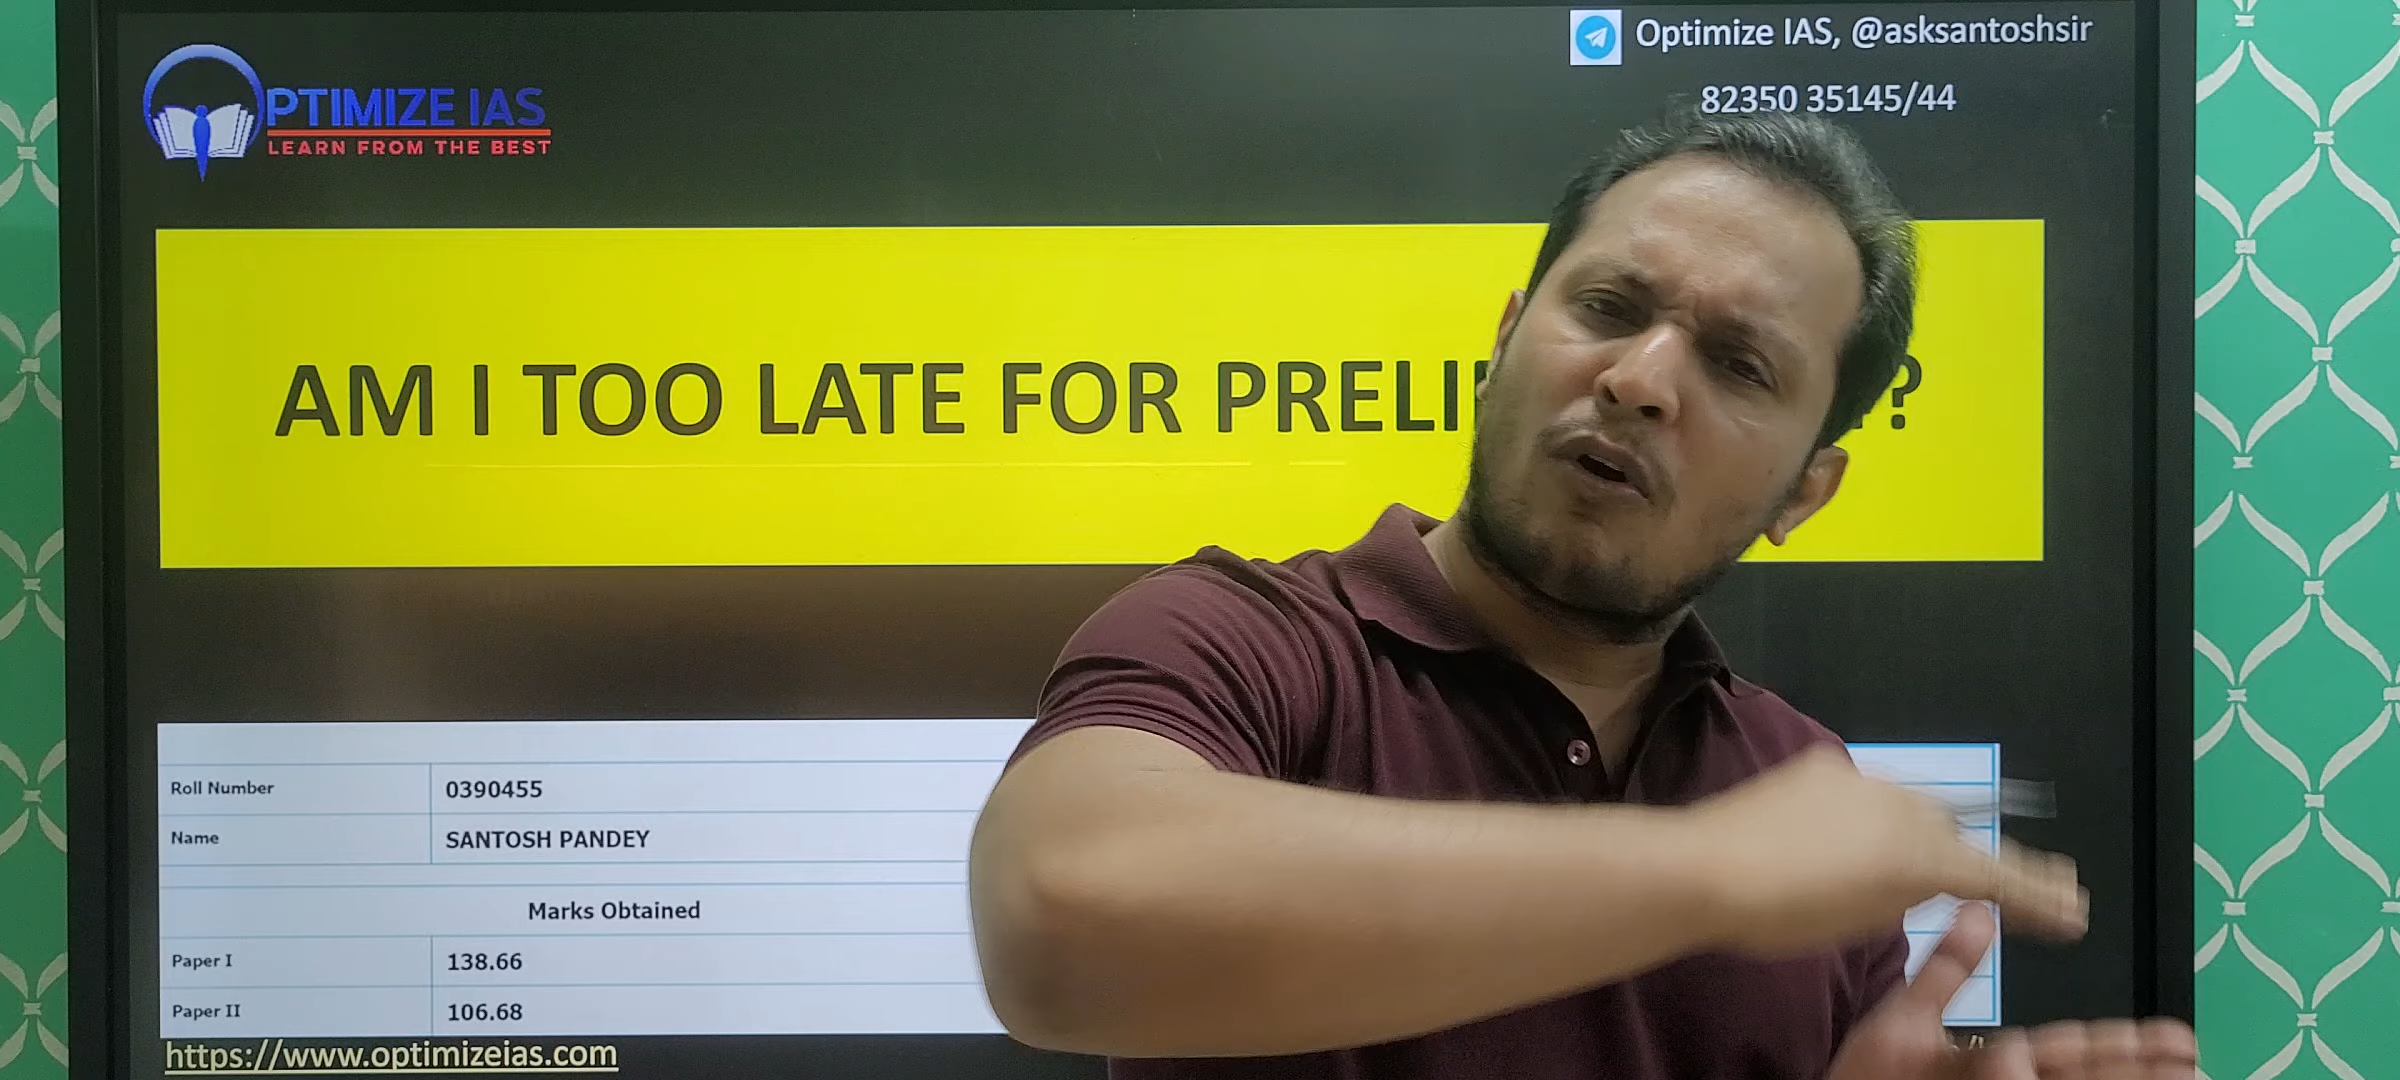 Optimize IAS, @asksantoshsir
82350 35145/44
PTIMIZE IAS
LEARN FROM THE BEST
AM I TOO LATE FOR ?
Roll Number 0390455
Name SANTOSH PANDEY
Marks Obtained
Paper I 138.66
Paper II 106.68
https://www.optimizeias.com